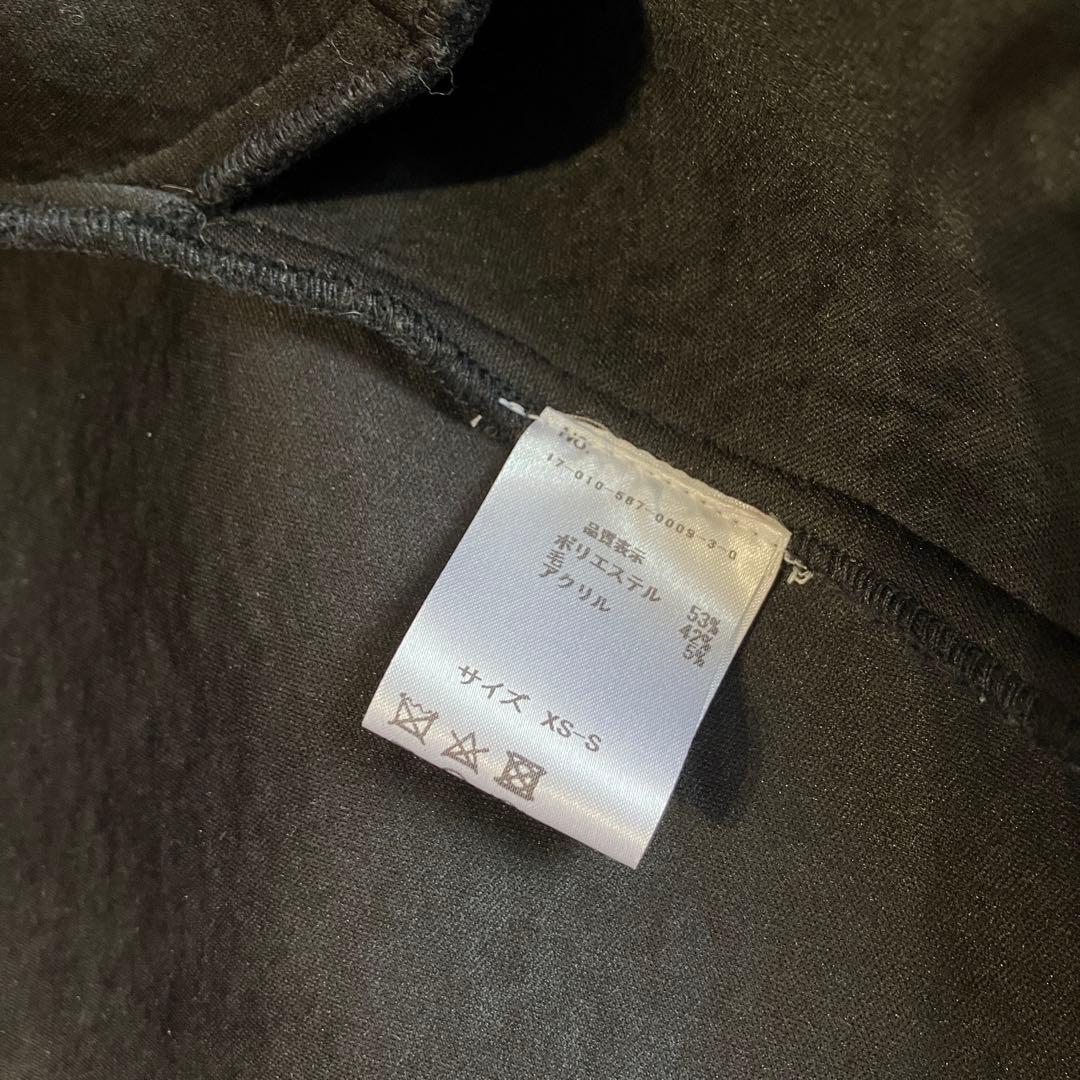 NO.
17-010-587-0009-3-0
品質表示
ポリエステル 53%
毛 42%
アクリル 5%
サイズ XS-S